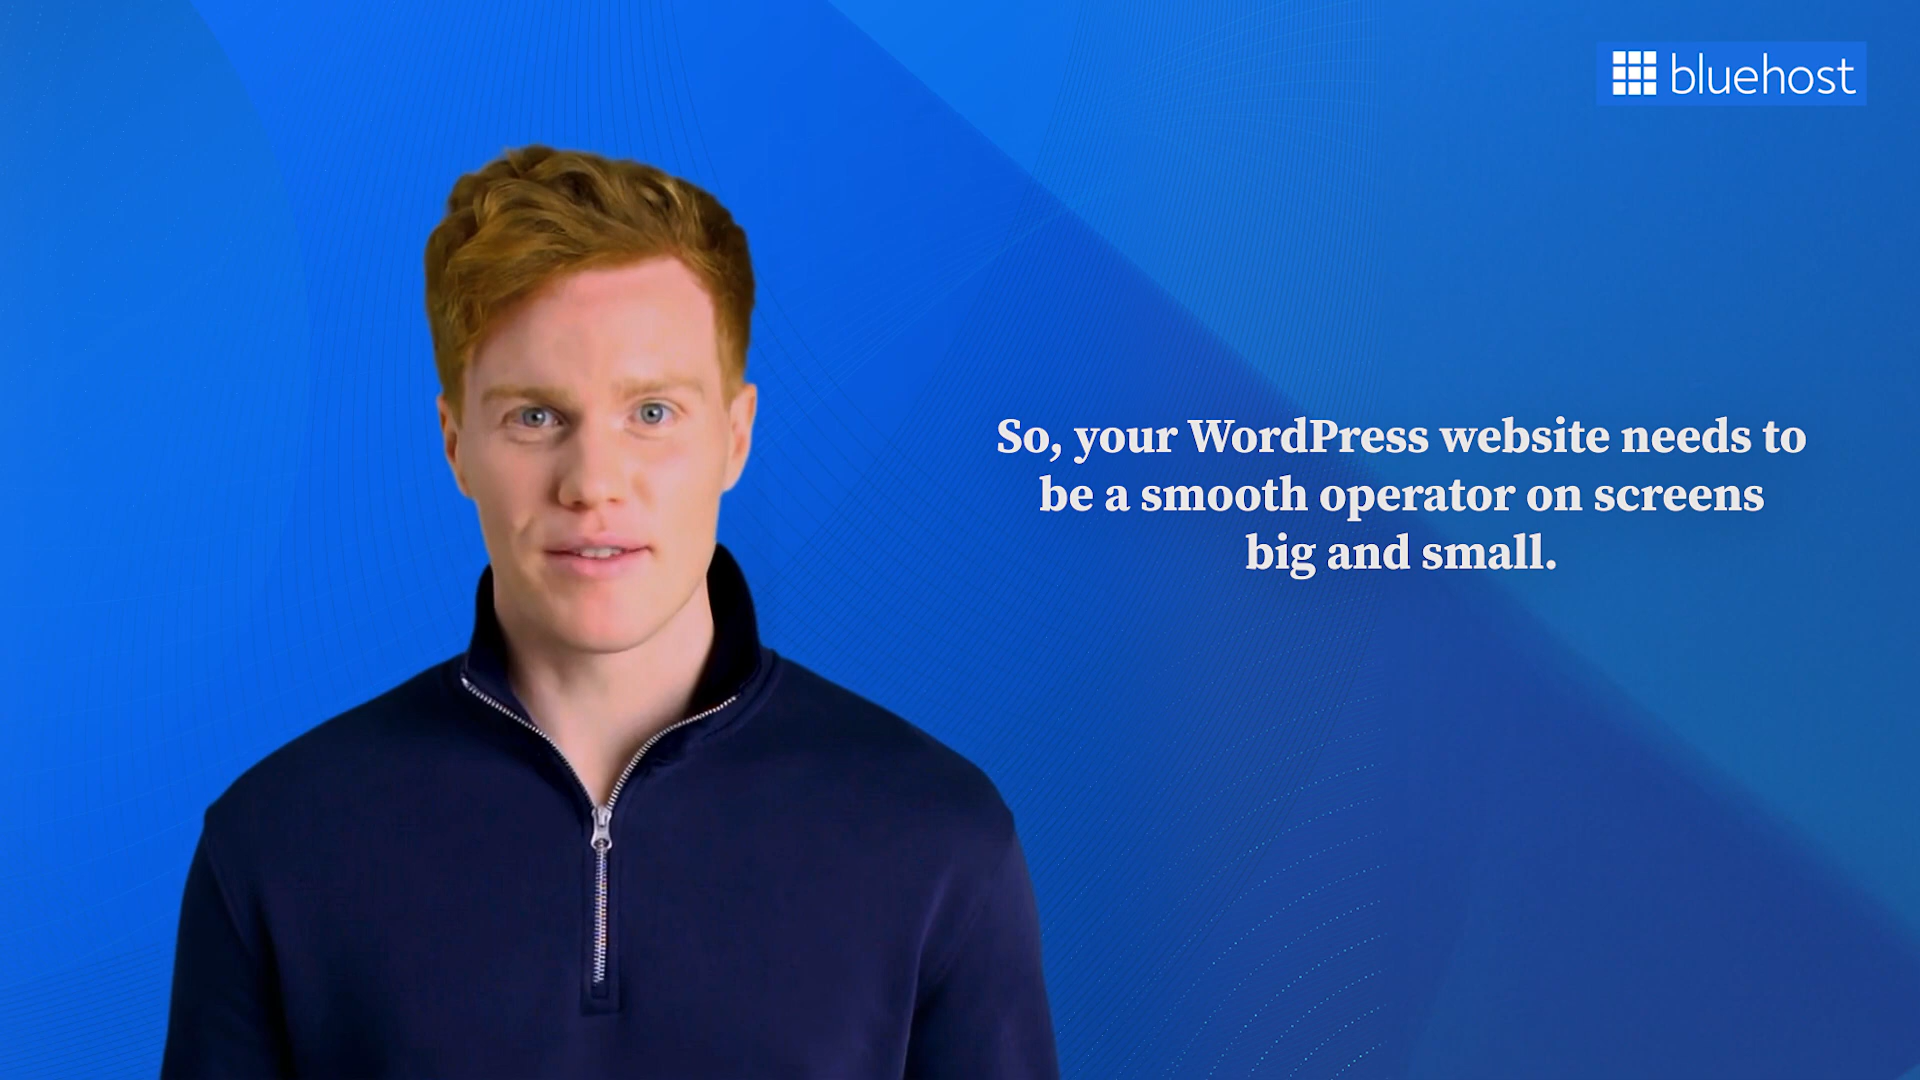 bluehost
So, your WordPress website needs to
be a smooth operator on screens
big and small.